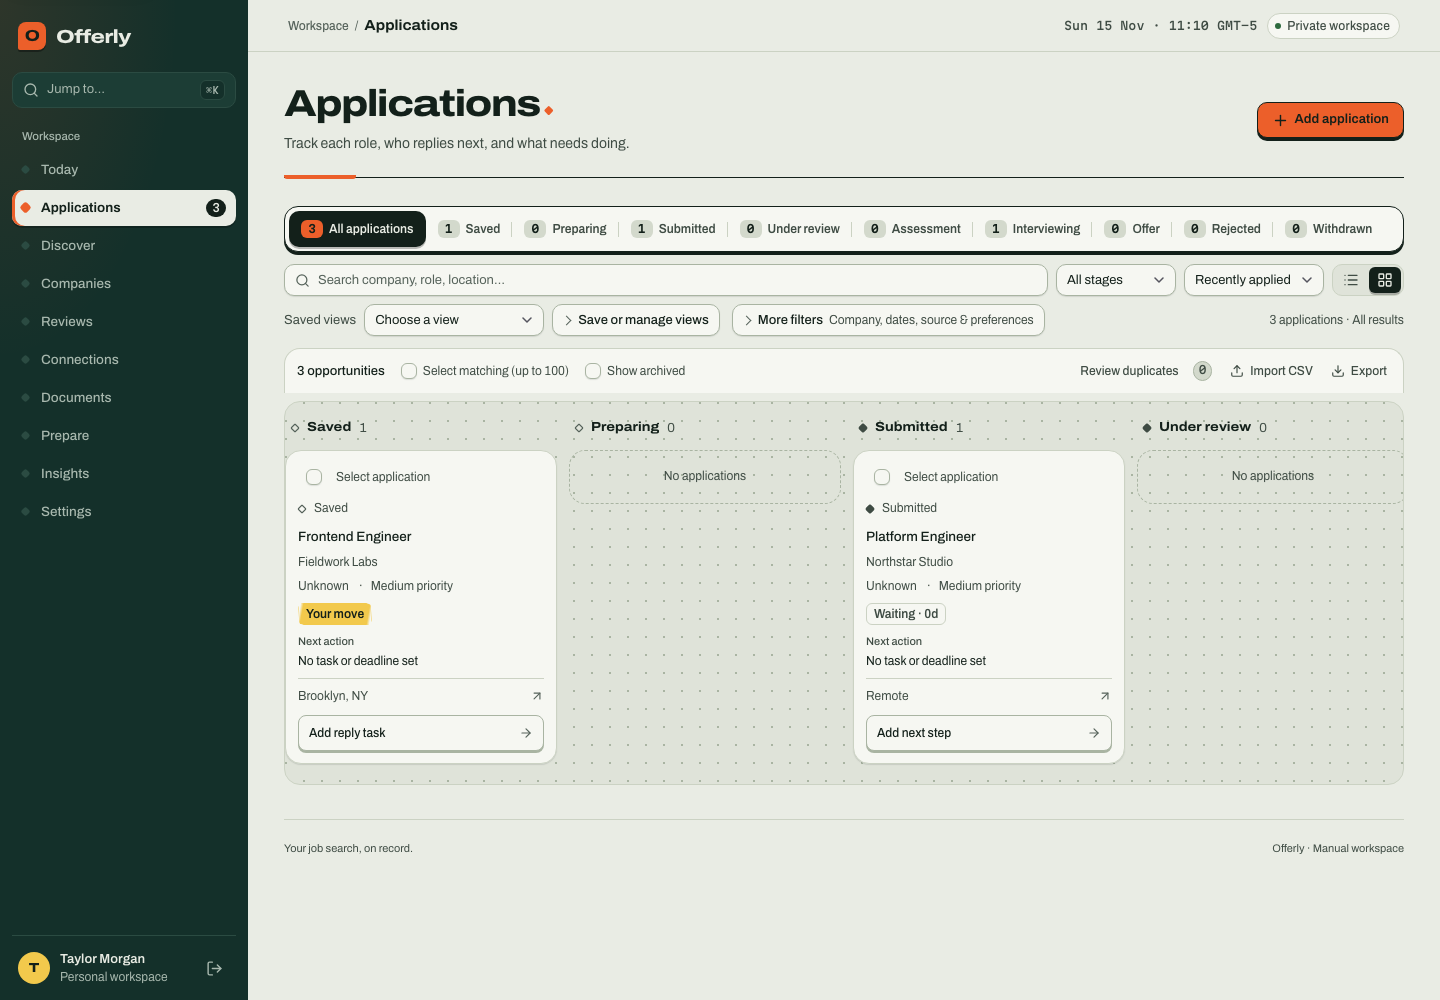 O Offerly
Jump to... ⌘K
Workspace
Today
Applications 3
Discover
Companies
Reviews
Connections
Documents
Prepare
Insights
Settings
T
Taylor Morgan
Personal workspace
Workspace / Applications
Sun 15 Nov · 11:10 GMT−5
Private workspace
Applications
Track each role, who replies next, and what needs doing.
Add application
3 All applications
1 Saved
0 Preparing
1 Submitted
0 Under review
0 Assessment
1 Interviewing
0 Offer
0 Rejected
0 Withdrawn
Search company, role, location...
All stages
Recently applied
Saved views
Choose a view
Save or manage views
More filters Company, dates, source & preferences
3 applications · All results
3 opportunities
Select matching (up to 100)
Show archived
Review duplicates 0
Import CSV
Export
Saved 1
Select application
Saved
Frontend Engineer
Fieldwork Labs
Unknown · Medium priority
Your move
Next action
No task or deadline set
Brooklyn, NY
Add reply task
Preparing 0
No applications
Submitted 1
Select application
Submitted
Platform Engineer
Northstar Studio
Unknown · Medium priority
Waiting · 0d
Next action
No task or deadline set
Remote
Add next step
Under review 0
No applications
Your job search, on record.
Offerly · Manual workspace